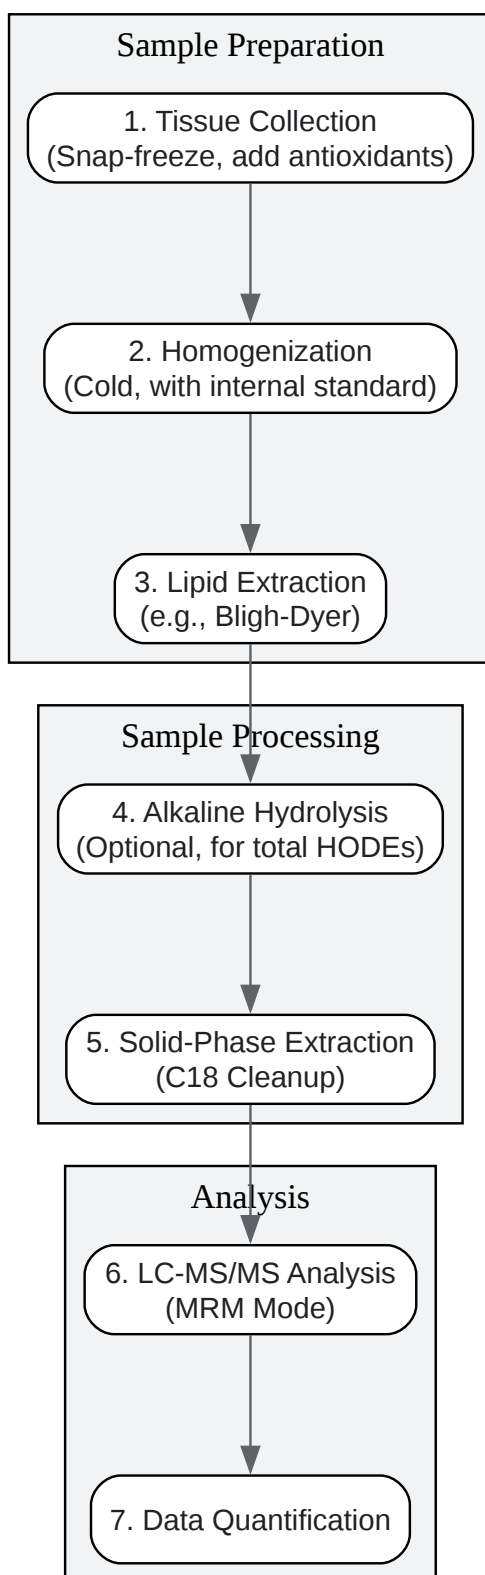 Sample Preparation
1. Tissue Collection
(Snap-freeze, add antioxidants)
2. Homogenization
(Cold, with internal standard)
3. Lipid Extraction
(e.g., Bligh-Dyer)
Sample Processing
4. Alkaline Hydrolysis
(Optional, for total HODEs)
5. Solid-Phase Extraction
(C18 Cleanup)
Analysis
6. LC-MS/MS Analysis
(MRM Mode)
7. Data Quantification